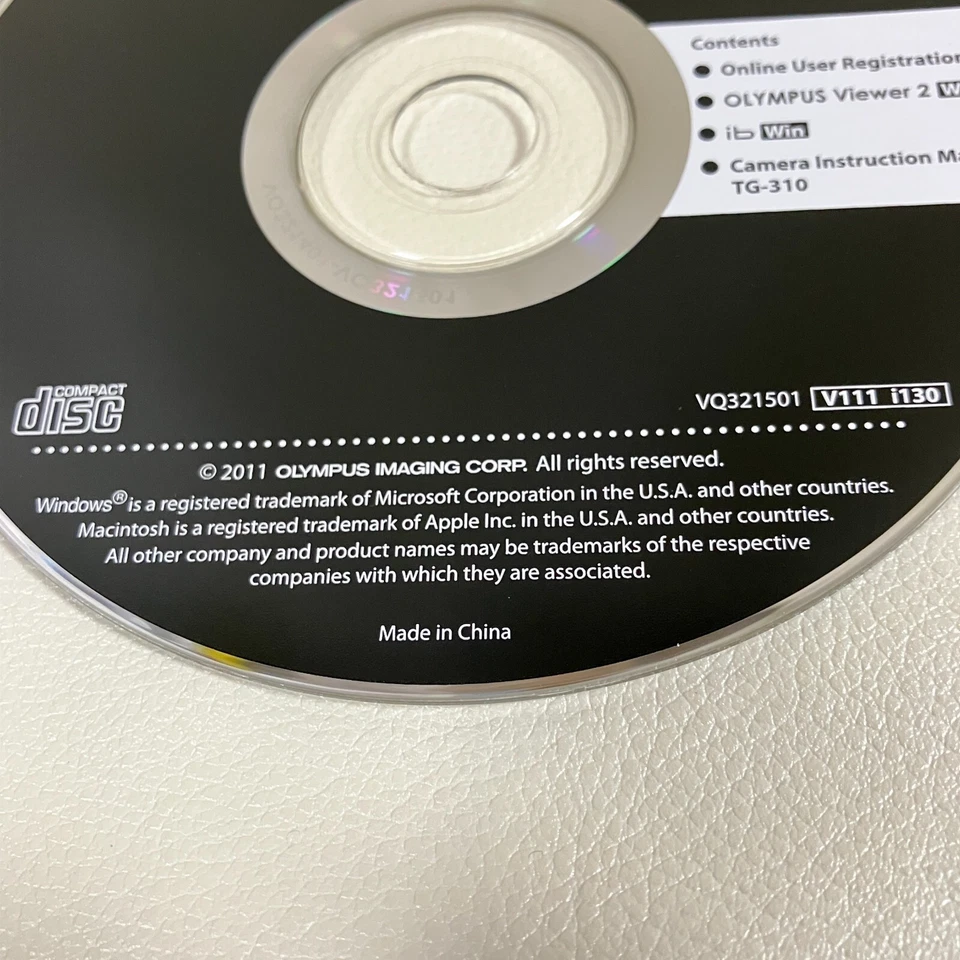 Contents
● Online User Registration
● OLYMPUS Viewer 2
● ib Win
● Camera Instruction
TG-310
COMPACT
disc
VQ321501 V111 i130
© 2011 OLYMPUS IMAGING CORP. All rights reserved.
Windows® is a registered trademark of Microsoft Corporation in the U.S.A. and other countries.
Macintosh is a registered trademark of Apple Inc. in the U.S.A. and other countries.
All other company and product names may be trademarks of the respective
companies with which they are associated.
Made in China